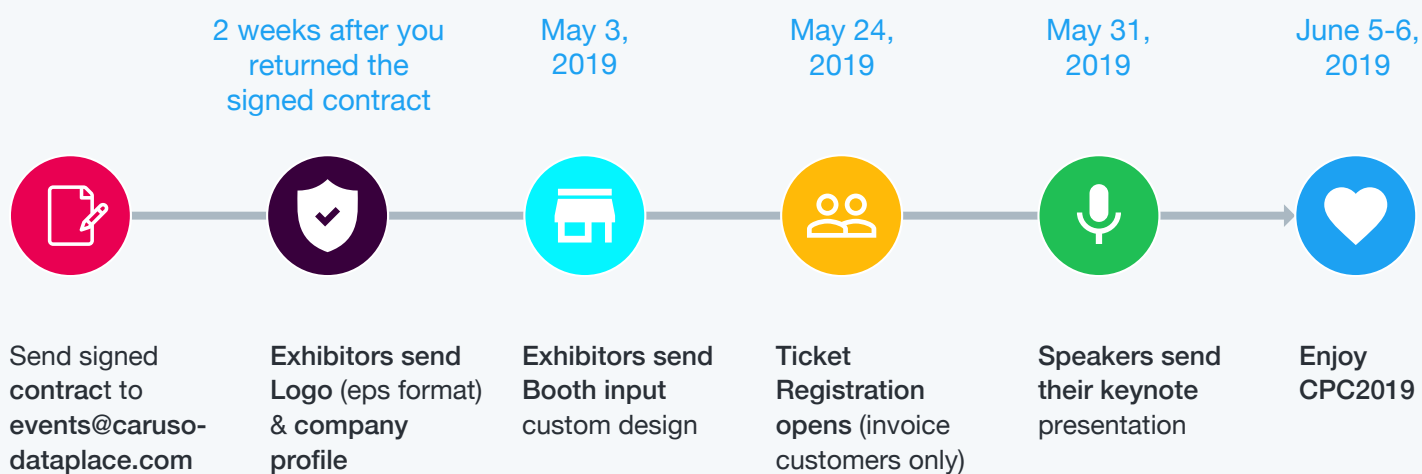 2 weeks after you
returned the
signed contract
May 3,
2019
May 24,
2019
May 31,
2019
June 5-6,
2019
Send signed
contract to
events@caruso-
dataplace.com
Exhibitors send
Logo (eps format)
& company
profile
Exhibitors send
Booth input
custom design
Ticket
Registration
opens (invoice
customers only)
Speakers send
their keynote
presentation
Enjoy
CPC2019